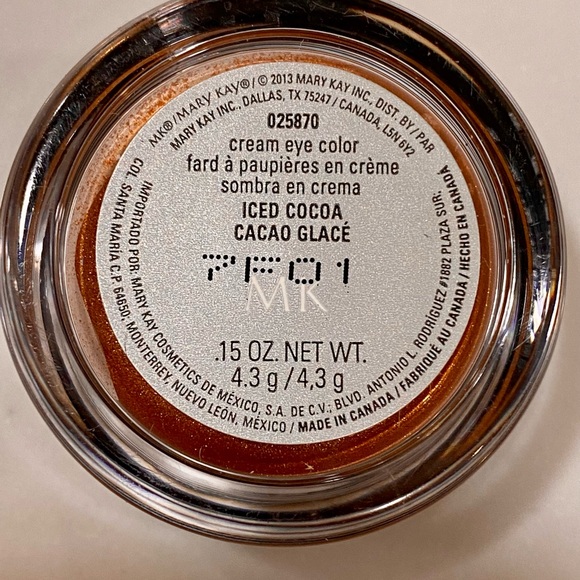 MK®/MARY KAY®/© 2013 MARY KAY INC., DIST. BY/PAR
MARY KAY INC., DALLAS, TX 75247/CANADA, L5N 6Y2
025870
cream eye color
fard à paupières en crème
sombra en crema
ICED COCOA
CACAO GLACÉ
7F01
MK
.15 OZ. NET WT.
4.3 g/4,3 g
IMPORTADO POR: MARY KAY COSMETICS DE MÉXICO, S.A. DE C.V.; BLVD. ANTONIO L. RODRÍGUEZ #1882 PLAZA SUR;
COL. SANTA MARÍA C.P. 64650; MONTERREY, NUEVO LEÓN, MÉXICO/MADE IN CANADA/FABRIQUÉ AU CANADA/HECHO EN CANADA